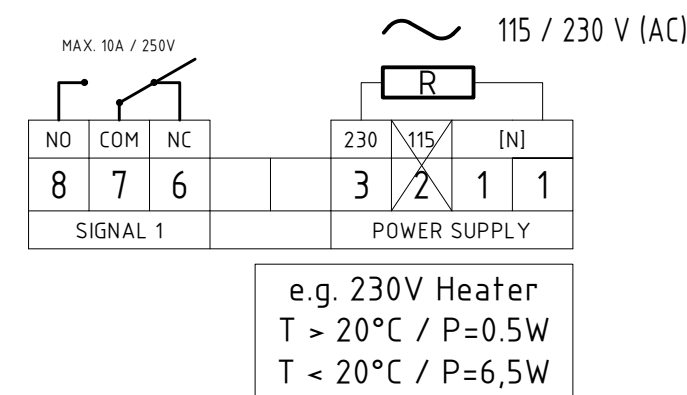 115 / 230 V (AC)
MAX. 10A / 250V
R
NO COM NC 230 115 [N]
8 7 6 3 2 1 1
SIGNAL 1 POWER SUPPLY
e.g. 230V Heater
T > 20°C / P=0.5W
T < 20°C / P=6,5W